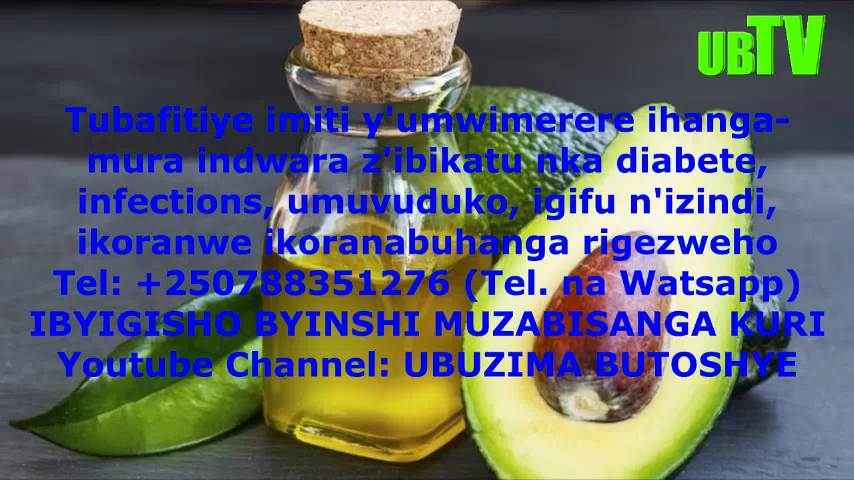 UBTV
Tubafitiye imiti y'umwimerere ihanga-
mura indwara z'ibikatu nka diabete,
infections, umuvuduko, igifu n'izindi,
ikoranwe ikoranabuhanga rigezweho
Tel: +250788351276 (Tel. na Watsapp)
IBYIGISHO BYINSHI MUZABISANGA KURI
Youtube Channel: UBUZIMA BUTOSHYE